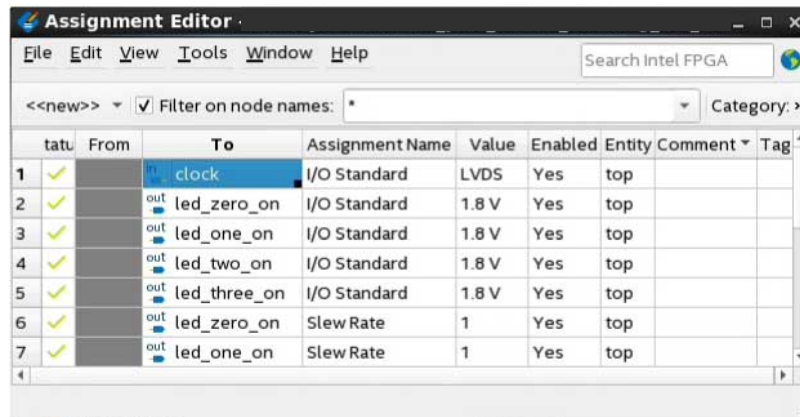 Assignment Editor
File Edit View Tools Window Help Search Intel FPGA
<<new>> Filter on node names: * Category:
tatu From To Assignment Name Value Enabled Entity Comment Tag
1 in clock I/O Standard LVDS Yes top
2 out led_zero_on I/O Standard 1.8 V Yes top
3 out led_one_on I/O Standard 1.8 V Yes top
4 out led_two_on I/O Standard 1.8 V Yes top
5 out led_three_on I/O Standard 1.8 V Yes top
6 out led_zero_on Slew Rate 1 Yes top
7 out led_one_on Slew Rate 1 Yes top